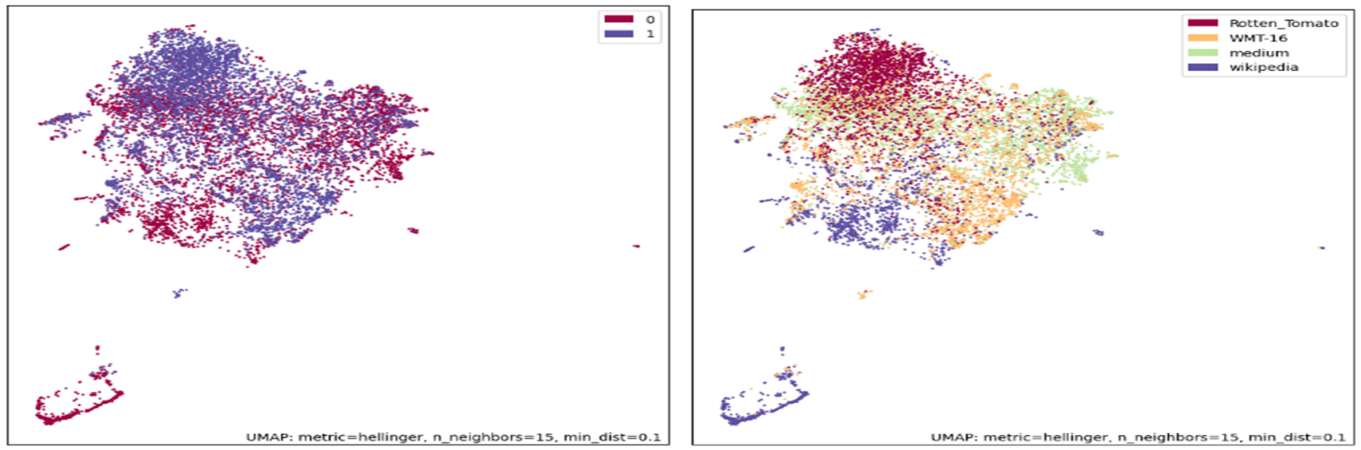 0
1
UMAP: metric=hellinger, n_neighbors=15, min_dist=0.1
Rotten_Tomato
WMT-16
medium
wikipedia
UMAP: metric=hellinger, n_neighbors=15, min_dist=0.1